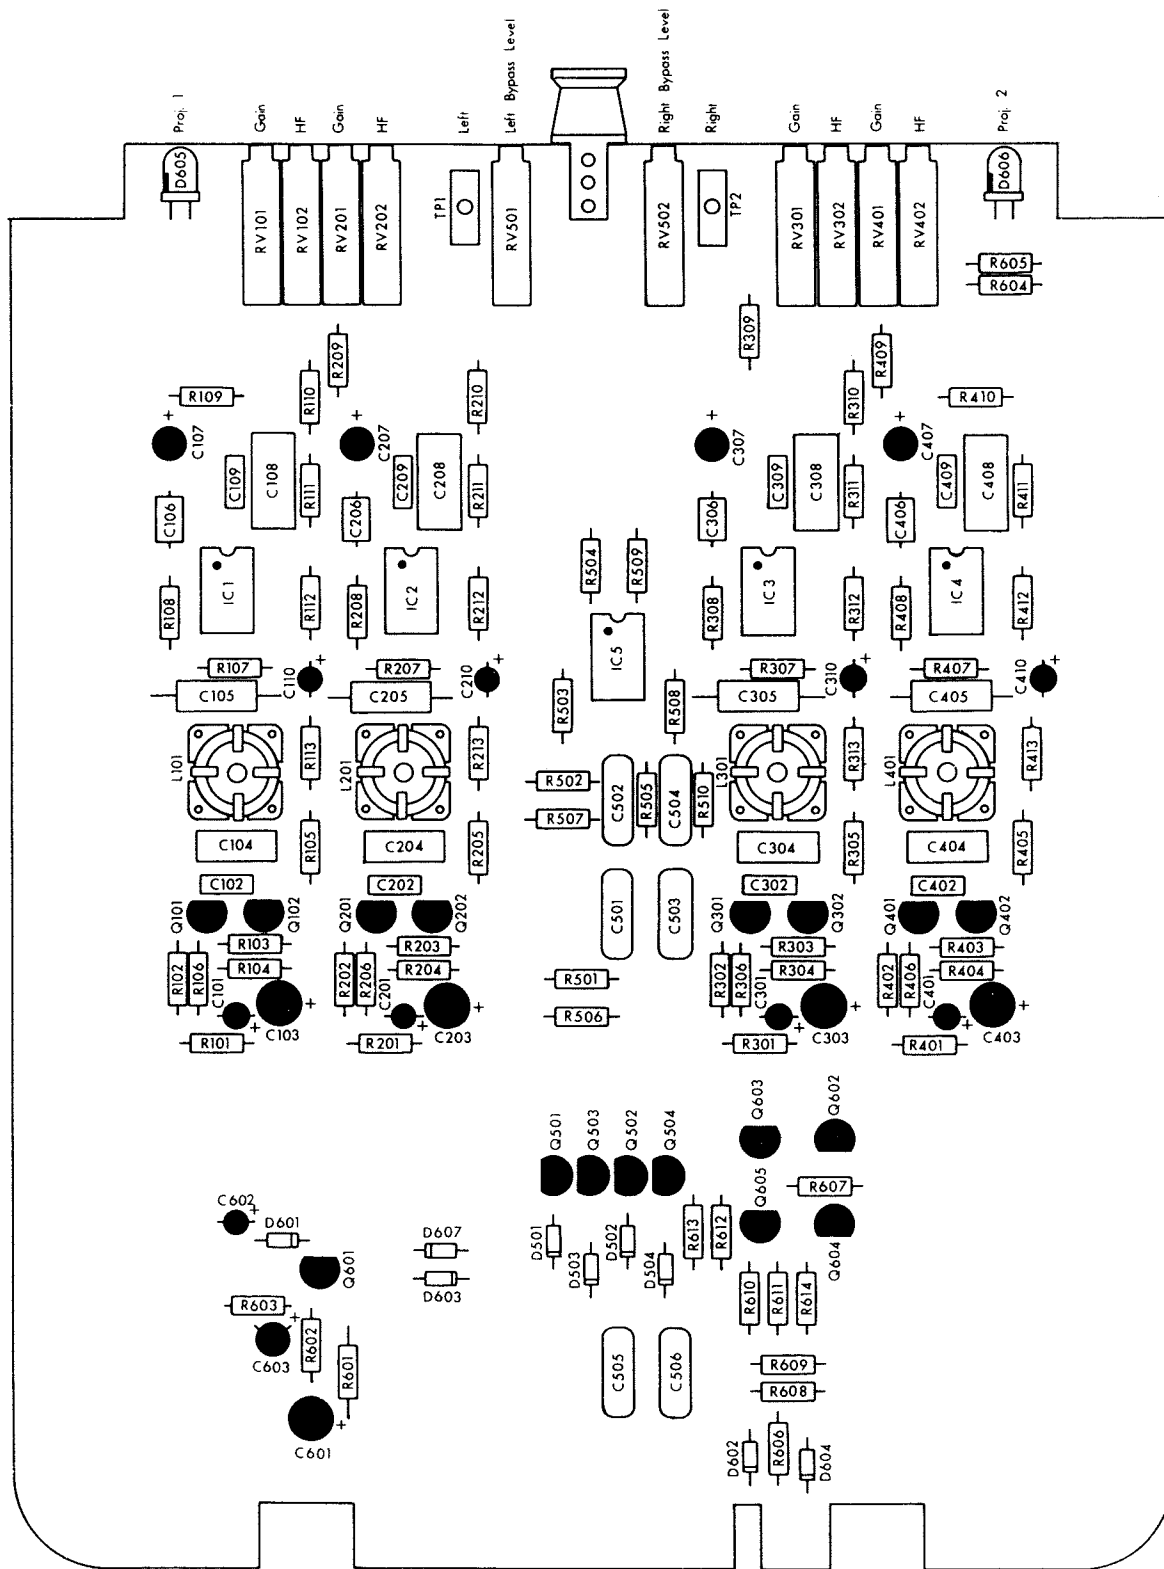 Proj. 1
Gain
HF
Gain
HF
Left
Left Bypass Level
Right Bypass Level
Right
Gain
HF
Gain
HF
Proj. 2
D605
RV101
RV102
RV201
RV202
TP1
RV501
RV502
TP2
RV301
RV302
RV401
RV402
D606
R605
R604
R309
R209
R409
R109
R110
R210
R310
R410
+
C107
+
C207
+
C307
+
C407
C109
C108
R111
C209
C208
R211
C309
C308
R311
C409
C408
R411
C106
C206
C306
C406
R504
R509
IC1
IC2
IC3
IC4
R108
R112
R208
R212
R308
R312
R408
R412
IC5
R107
C110
+
R207
C210
+
R307
C310
+
R407
C410
+
C105
C205
R503
R508
C305
C405
L101
R113
L201
R213
R502
C502
R505
C504
R510
L301
R313
L401
R413
R507
C104
R105
C204
R205
C304
R305
C404
R405
C102
C202
C302
C402
Q101
Q102
Q201
Q202
C501
C503
Q301
Q302
Q401
Q402
R103
R203
R303
R403
R102
R106
R104
R202
R206
R204
R302
R306
R304
R402
R406
R404
R501
C101
+
C103
+
C201
+
C203
+
R506
C301
+
C303
+
C401
+
C403
+
R101
R201
R301
R401
Q603
Q602
Q501
Q503
Q502
Q504
R607
C602
+
D601
D607
D501
D503
D502
D504
R613
R612
Q605
Q604
Q601
D603
R603
C603
+
R602
R601
R610
R611
R614
C505
C506
R609
R608
C601
+
D602
R606
D604